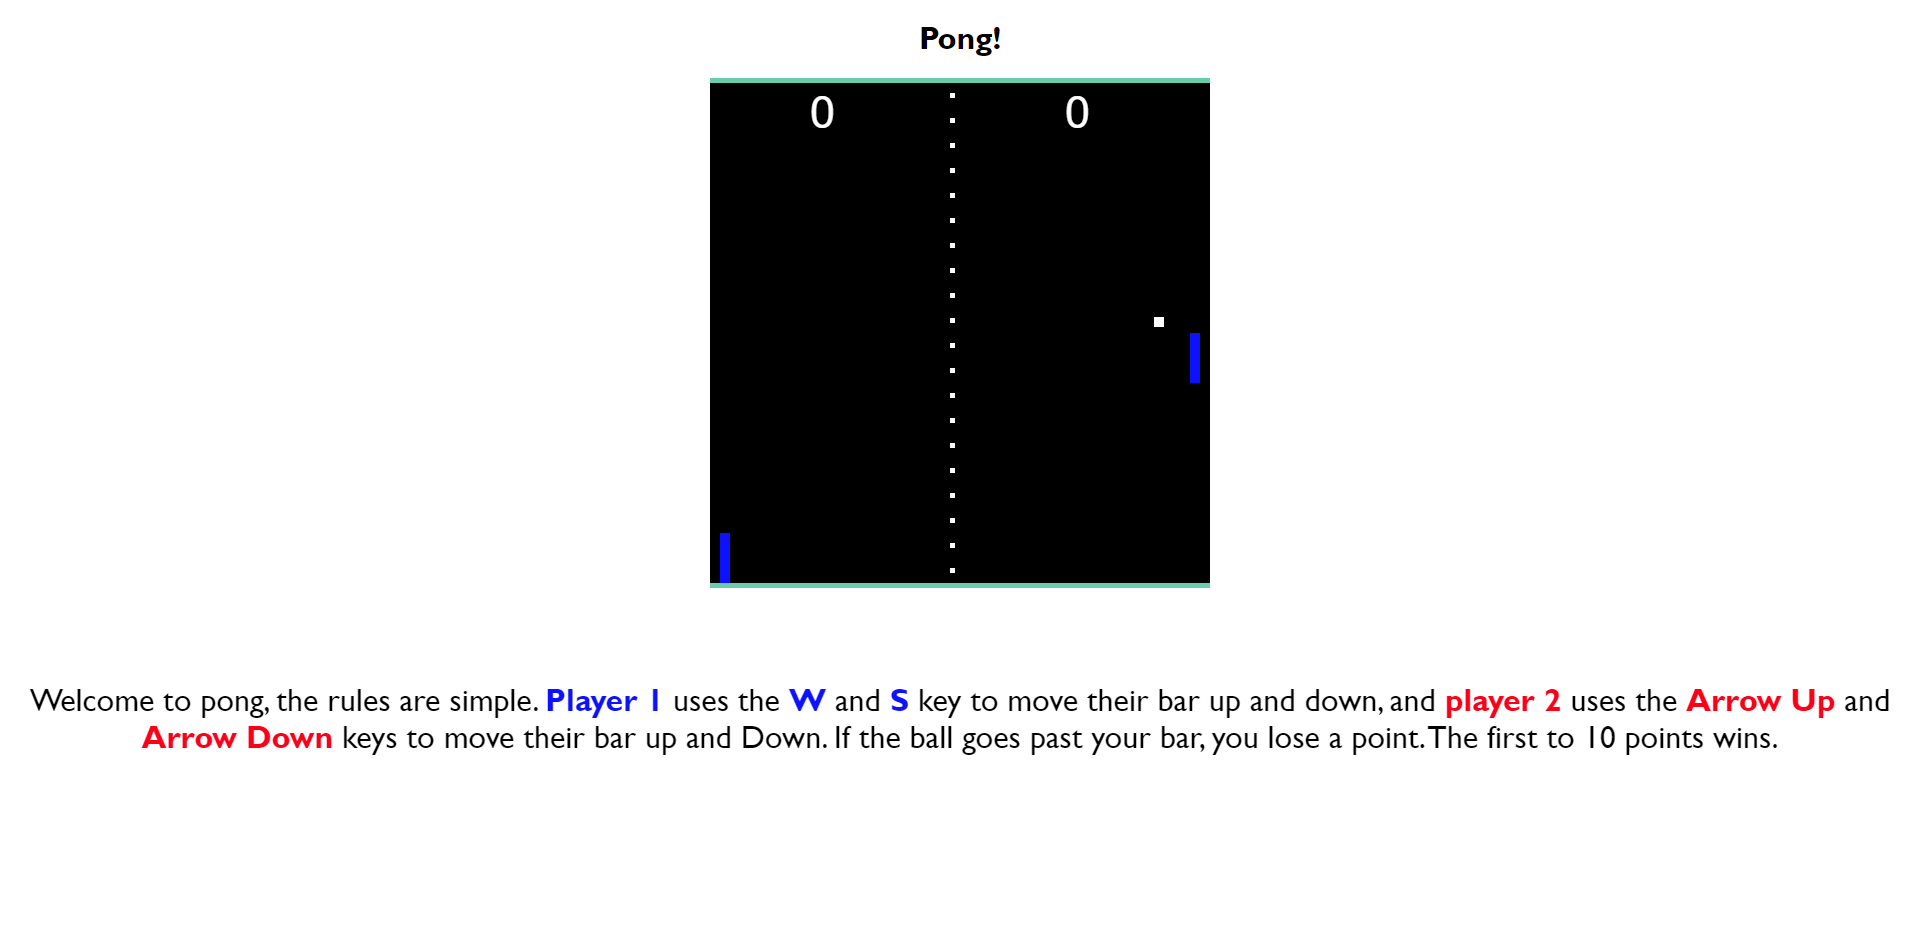 Pong!
0 0
Welcome to pong, the rules are simple. Player 1 uses the W and S key to move their bar up and down, and player 2 uses the Arrow Up and
Arrow Down keys to move their bar up and Down. If the ball goes past your bar, you lose a point. The first to 10 points wins.